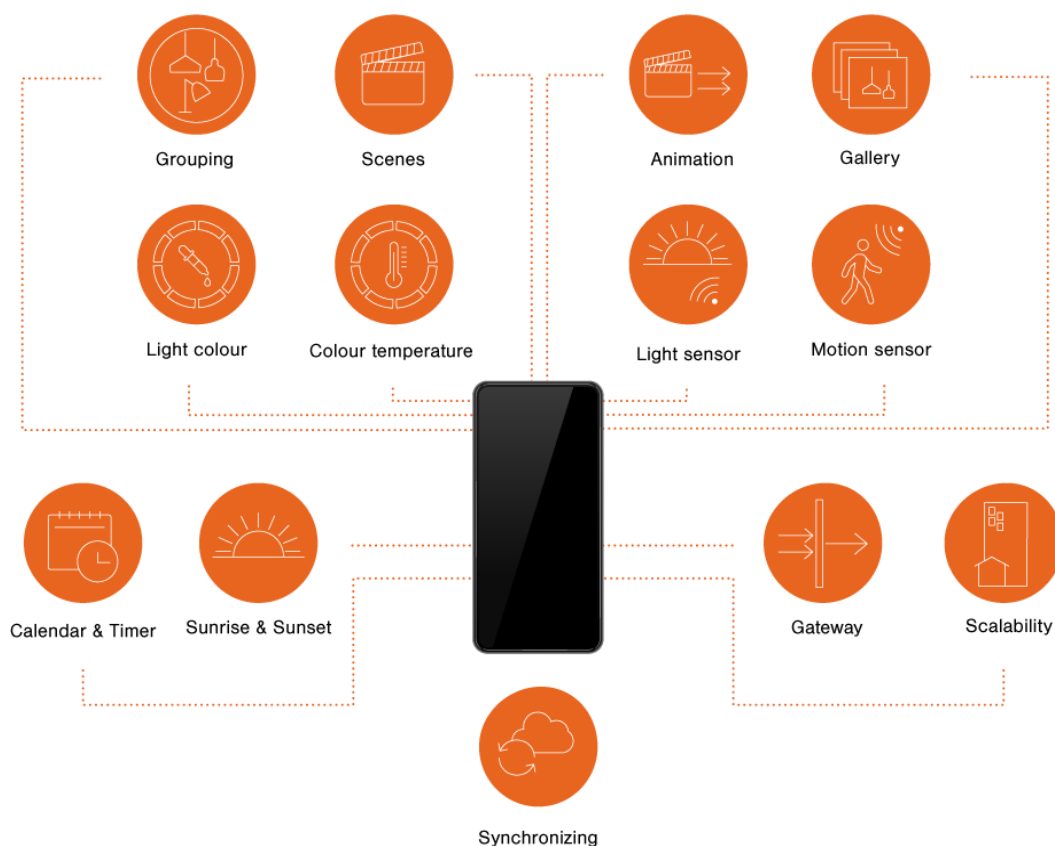 Grouping
Scenes
Animation
Gallery
Light colour
Colour temperature
Light sensor
Motion sensor
Calendar & Timer
Sunrise & Sunset
Gateway
Scalability
Synchronizing